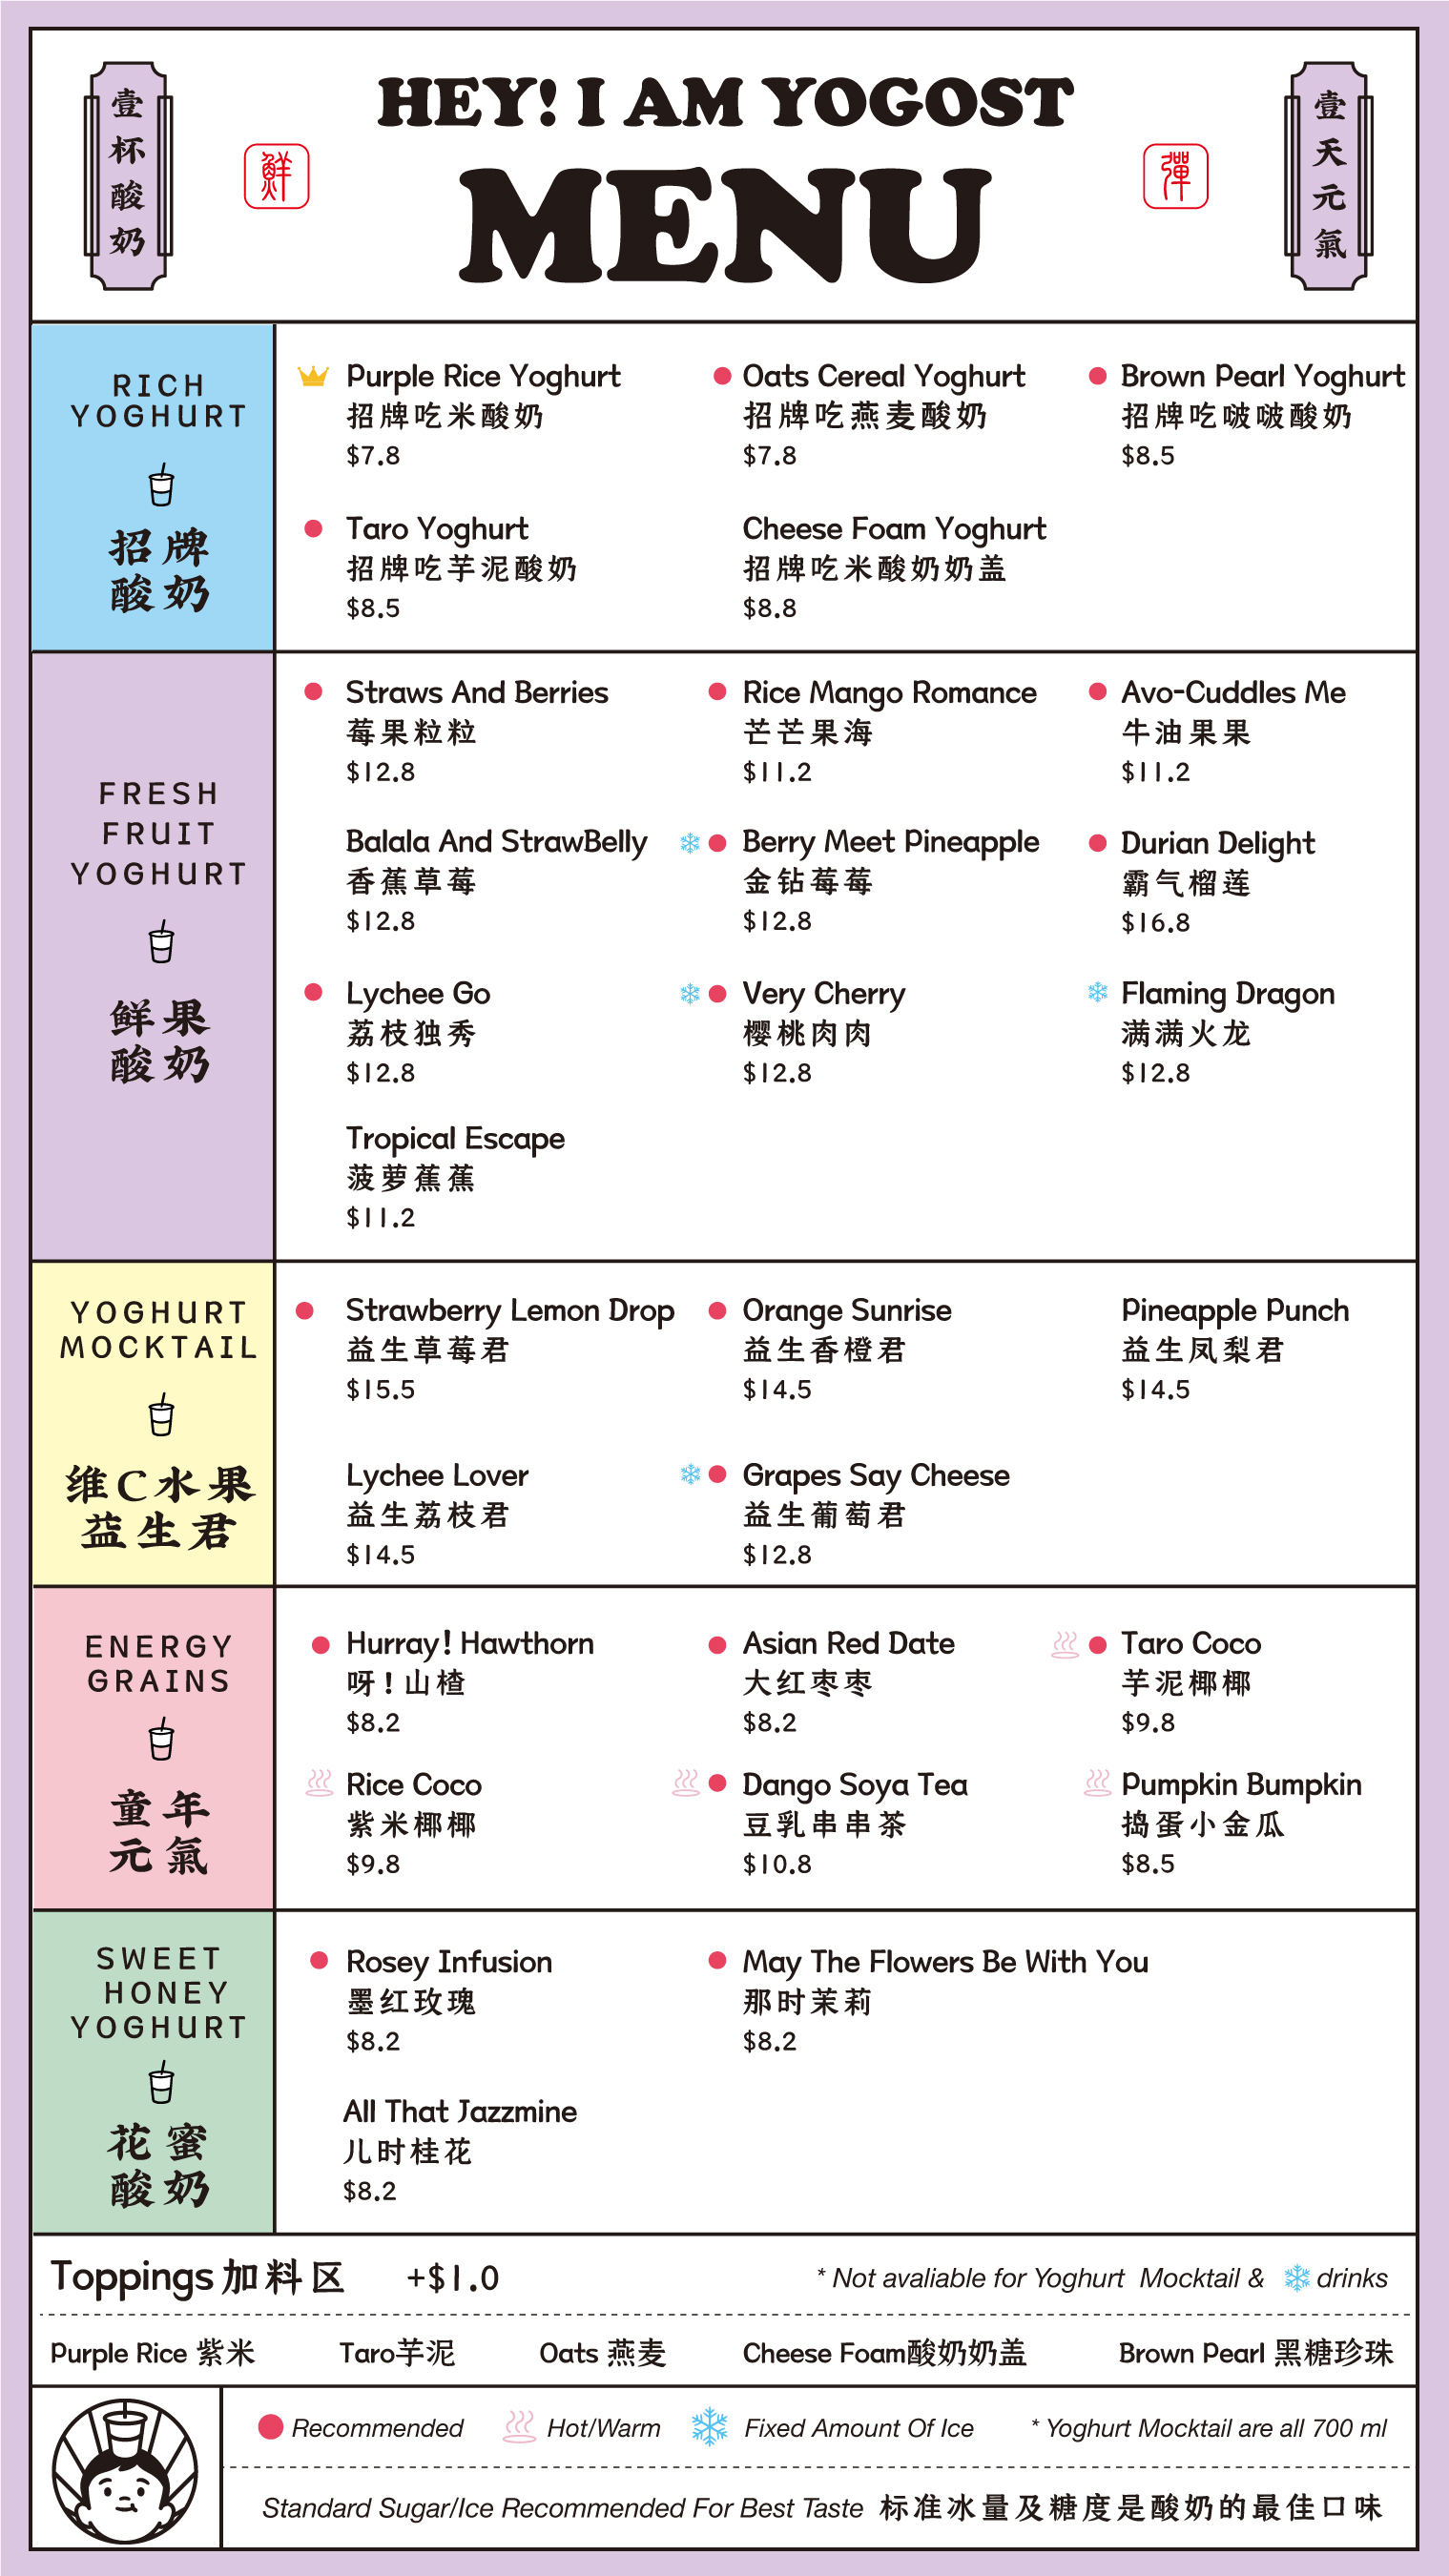 壹杯酸奶
鮮
HEY! I AM YOGOST
MENU
彈
壹天元氣
RICH
YOGHURT
招牌
酸奶
Purple Rice Yoghurt
招牌吃米酸奶
$7.8
Oats Cereal Yoghurt
招牌吃燕麦酸奶
$7.8
Brown Pearl Yoghurt
招牌吃啵啵酸奶
$8.5
Taro Yoghurt
招牌吃芋泥酸奶
$8.5
Cheese Foam Yoghurt
招牌吃米酸奶奶盖
$8.8
FRESH
FRUIT
YOGHURT
鲜果
酸奶
Straws And Berries
莓果粒粒
$12.8
Rice Mango Romance
芒芒果海
$11.2
Avo-Cuddles Me
牛油果果
$11.2
Balala And StrawBelly
香蕉草莓
$12.8
Berry Meet Pineapple
金钻莓莓
$12.8
Durian Delight
霸气榴莲
$16.8
Lychee Go
荔枝独秀
$12.8
Very Cherry
樱桃肉肉
$12.8
Flaming Dragon
满满火龙
$12.8
Tropical Escape
菠萝蕉蕉
$11.2
YOGHURT
MOCKTAIL
维C水果
益生君
Strawberry Lemon Drop
益生草莓君
$15.5
Orange Sunrise
益生香橙君
$14.5
Pineapple Punch
益生凤梨君
$14.5
Lychee Lover
益生荔枝君
$14.5
Grapes Say Cheese
益生葡萄君
$12.8
ENERGY
GRAINS
童年
元氣
Hurray! Hawthorn
呀!山楂
$8.2
Asian Red Date
大红枣枣
$8.2
Taro Coco
芋泥椰椰
$9.8
Rice Coco
紫米椰椰
$9.8
Dango Soya Tea
豆乳串串茶
$10.8
Pumpkin Bumpkin
捣蛋小金瓜
$8.5
SWEET
HONEY
YOGHURT
花蜜
酸奶
Rosey Infusion
墨红玫瑰
$8.2
May The Flowers Be With You
那时茉莉
$8.2
All That Jazzmine
儿时桂花
$8.2
Toppings 加料区 +$1.0
* Not avaliable for Yoghurt Mocktail & drinks
Purple Rice 紫米
Taro芋泥
Oats 燕麦
Cheese Foam酸奶奶盖
Brown Pearl 黑糖珍珠
Recommended
Hot/Warm
Fixed Amount Of Ice
* Yoghurt Mocktail are all 700 ml
Standard Sugar/Ice Recommended For Best Taste 标准冰量及糖度是酸奶的最佳口味